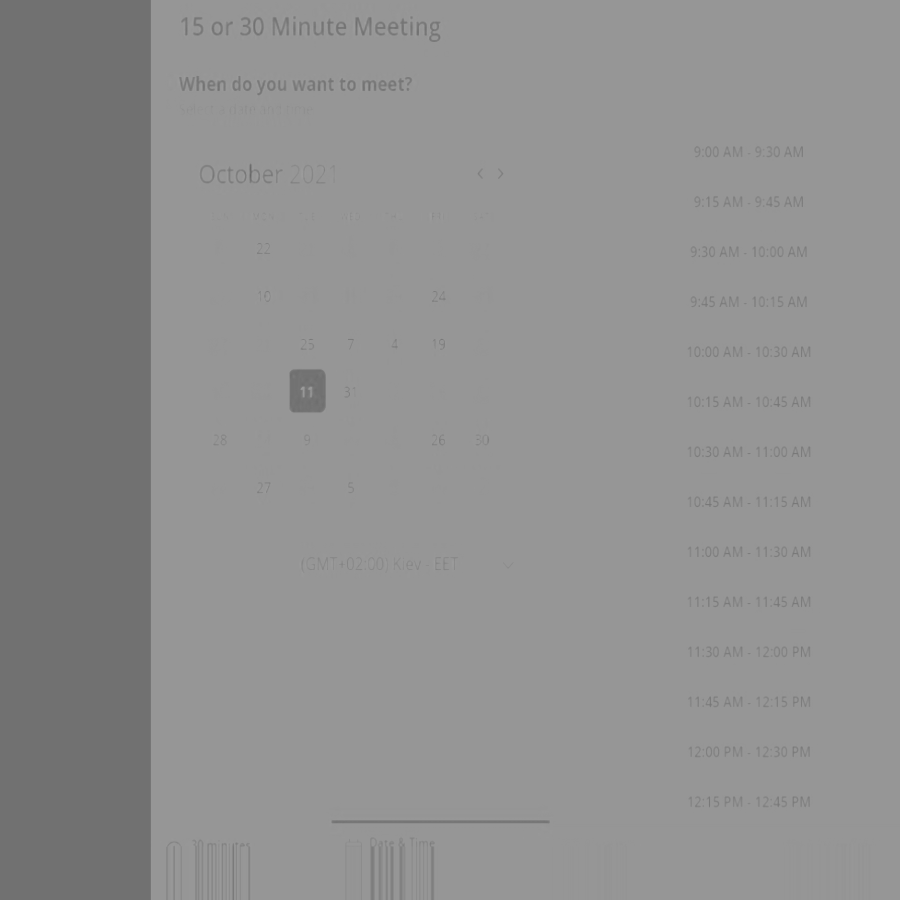 15 or 30 Minute Meeting
When do you want to meet?
October 2021
22
10 24
25 7 4 19
11 31
28 9 26 30
27 5
(GMT+02:00) Kiev - EET
9:00 AM - 9:30 AM
9:15 AM - 9:45 AM
9:30 AM - 10:00 AM
9:45 AM - 10:15 AM
10:00 AM - 10:30 AM
10:15 AM - 10:45 AM
10:30 AM - 11:00 AM
10:45 AM - 11:15 AM
11:00 AM - 11:30 AM
11:15 AM - 11:45 AM
11:30 AM - 12:00 PM
11:45 AM - 12:15 PM
12:00 PM - 12:30 PM
12:15 PM - 12:45 PM
30 minutes Date & Time